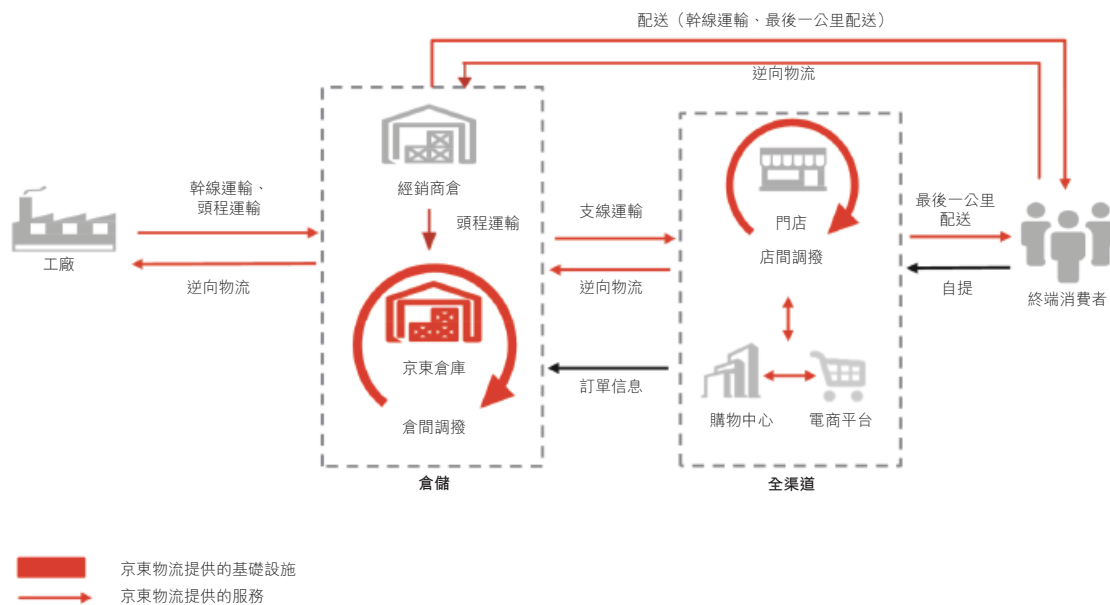 配送（幹線運輸、最後一公里配送）
逆向物流
經銷商倉
幹線運輸、
頭程運輸
頭程運輸
支線運輸
門店
店間調撥
最後一公里
配送
工廠
逆向物流
逆向物流
自提
終端消費者
京東倉庫
訂單信息
倉間調撥
購物中心
電商平台
倉儲
全渠道
京東物流提供的基礎設施
京東物流提供的服務